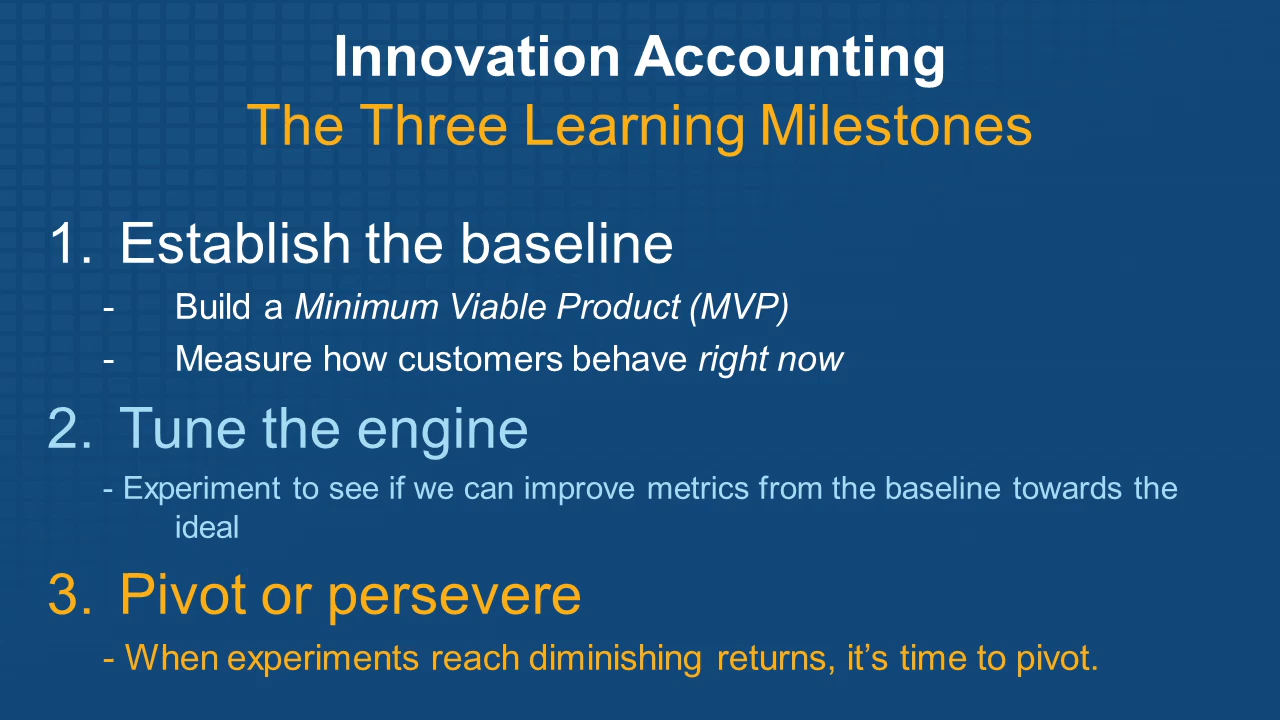 Innovation Accounting
The Three Learning Milestones
1. Establish the baseline
- Build a Minimum Viable Product (MVP)
- Measure how customers behave right now
2. Tune the engine
- Experiment to see if we can improve metrics from the baseline towards the
ideal
3. Pivot or persevere
- When experiments reach diminishing returns, it’s time to pivot.